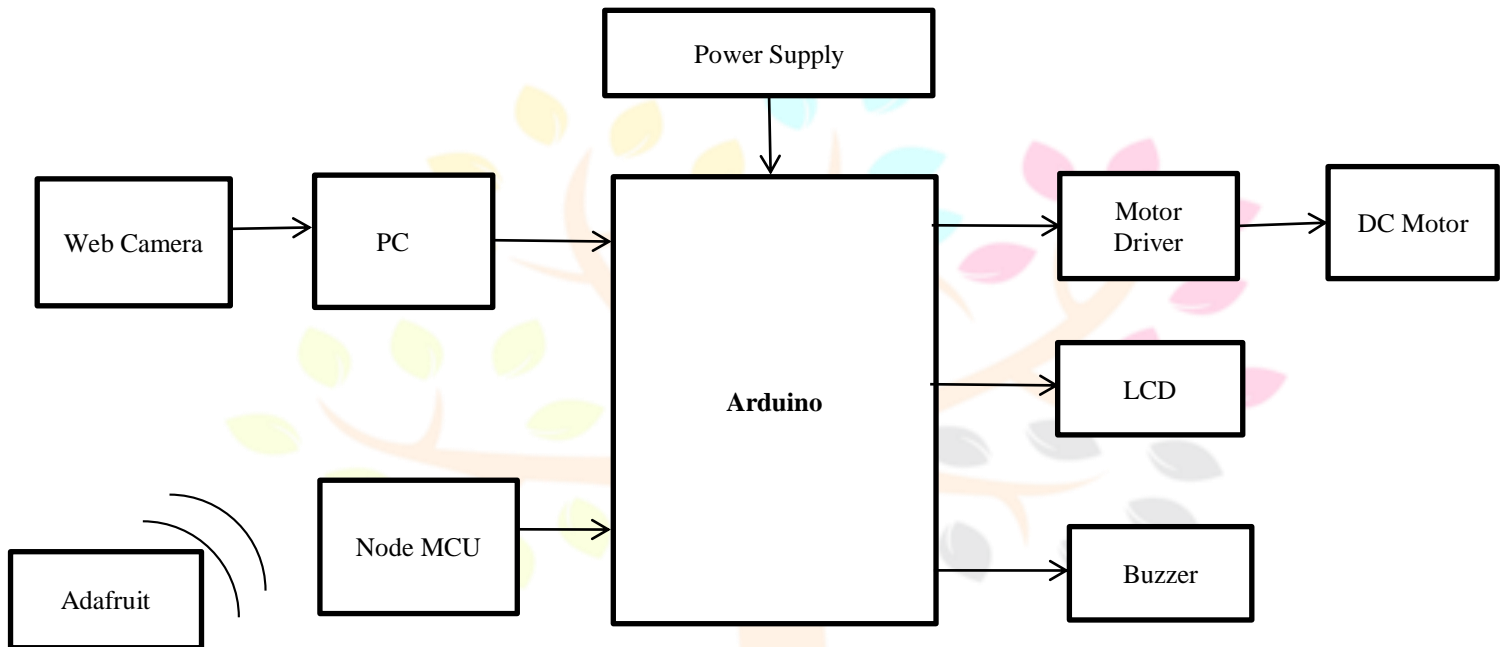 Power Supply
Web Camera
PC
Motor
Driver
DC Motor
Arduino
LCD
Node MCU
Adafruit
Buzzer